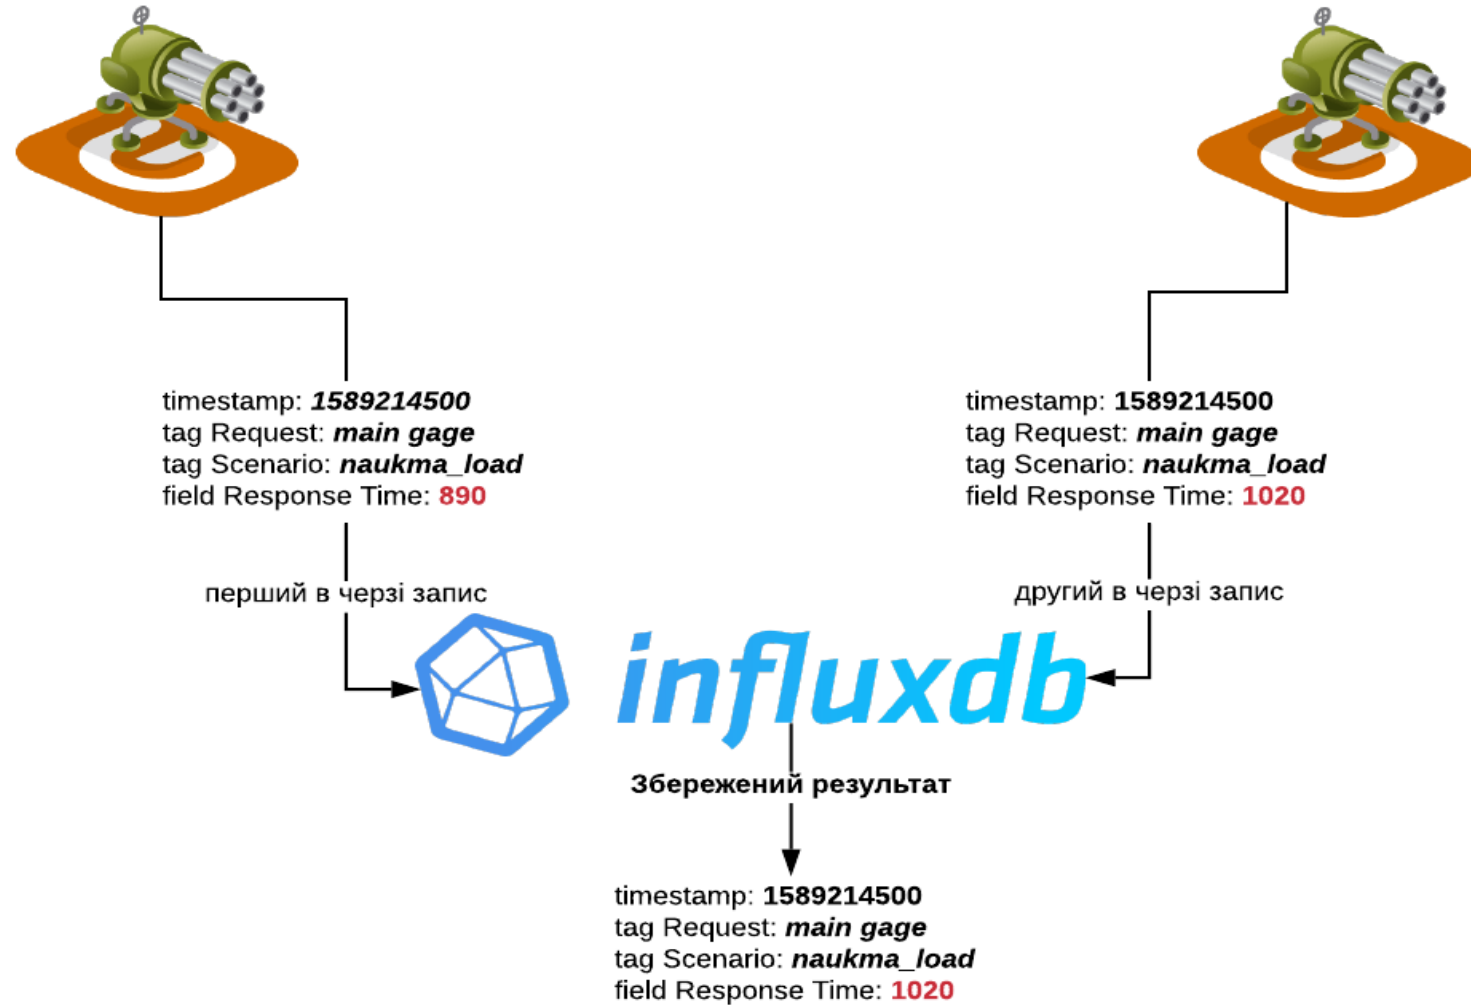 timestamp: 1589214500
tag Request: main gage
tag Scenario: naukma_load
field Response Time: 890
timestamp: 1589214500
tag Request: main gage
tag Scenario: naukma_load
field Response Time: 1020
перший в черзі запис
другий в черзі запис
influxdb
Збережений результат
timestamp: 1589214500
tag Request: main gage
tag Scenario: naukma_load
field Response Time: 1020